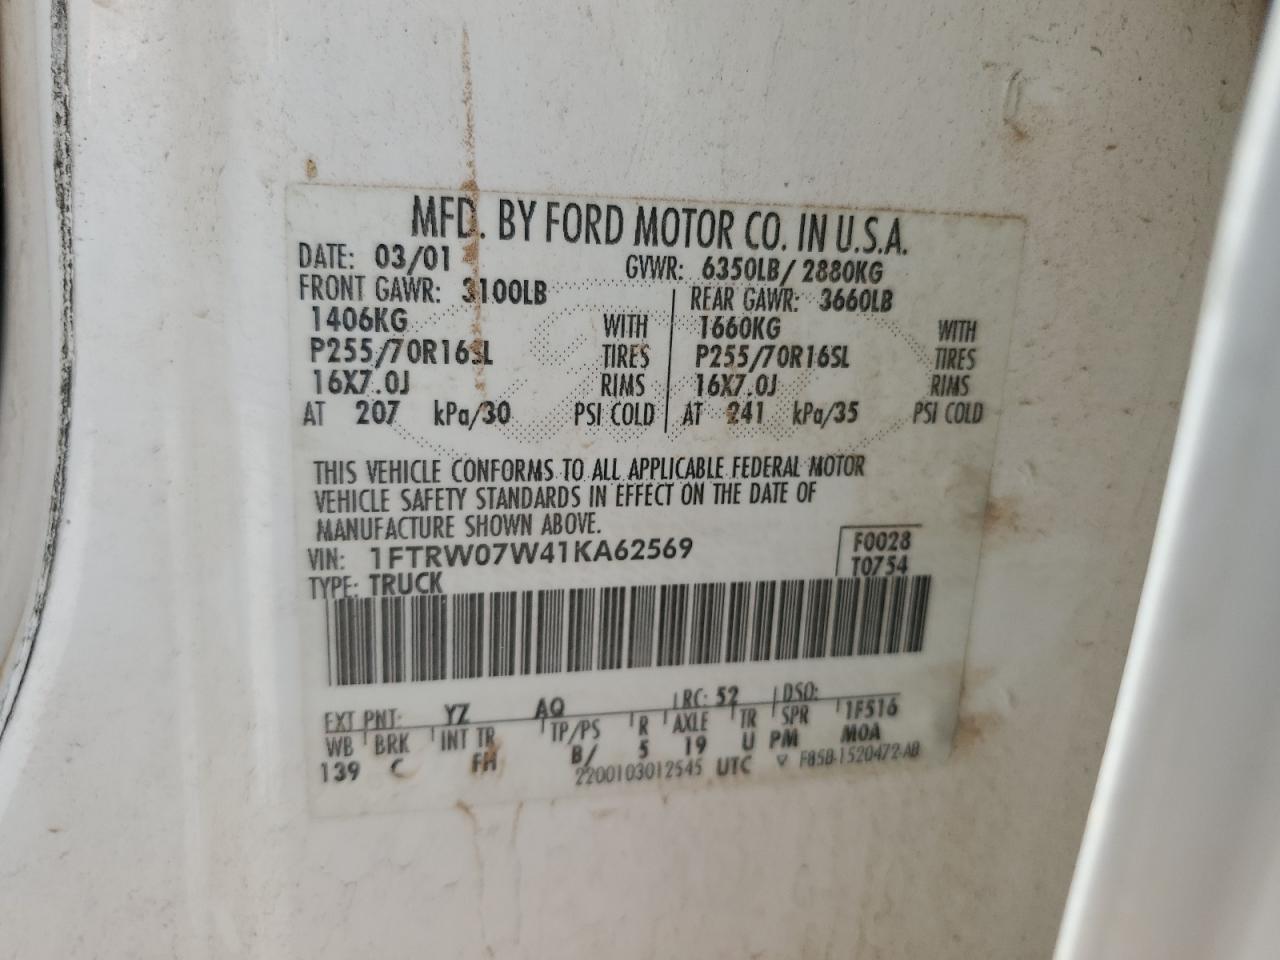 MFD. BY FORD MOTOR CO. IN U.S.A.
DATE: 03/01 GVWR: 6350LB/ 2880KG
FRONT GAWR: 3100LB REAR GAWR: 3660LB
1406KG WITH 1660KG WITH
P255/70R16SL TIRES P255/70R16SL TIRES
16X7.0J RIMS 16X7.0J RIMS
AT 207 kPa/30 PSI COLD AT 241 kPa/35 PSI COLD
THIS VEHICLE CONFORMS TO ALL APPLICABLE FEDERAL MOTOR
VEHICLE SAFETY STANDARDS IN EFFECT ON THE DATE OF
MANUFACTURE SHOWN ABOVE.
VIN: 1FTRW07W41KA62569 F0028
TYPE: TRUCK T0754
EXT PNT: YZ AQ RC: 52 DSO:
WB BRK INT TR TP/PS R AXLE TR SPR 1F516
139 C FH B/ 5 19 U PM MOA
2200103012545 UTC F85B-1520472-AB